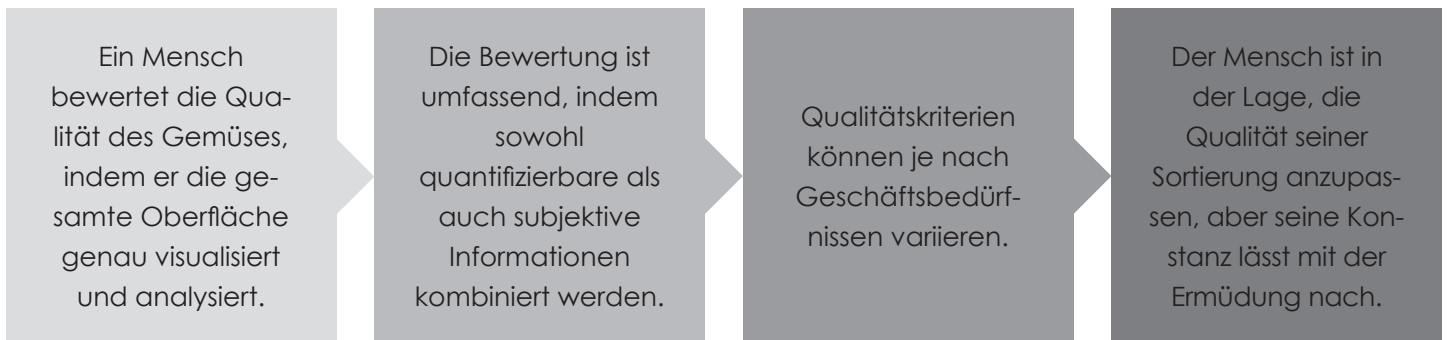 Ein Mensch
bewertet die Qua-
lität des Gemüses,
indem er die ge-
samte Oberfläche
genau visualisiert
und analysiert.
Die Bewertung ist
umfassend, indem
sowohl
quantifizierbare als
auch subjektive
Informationen
kombiniert werden.
Qualitätskriterien
können je nach
Geschäftsbedürf-
nissen variieren.
Der Mensch ist in
der Lage, die
Qualität seiner
Sortierung anzupas-
sen, aber seine Kon-
stanz lässt mit der
Ermüdung nach.